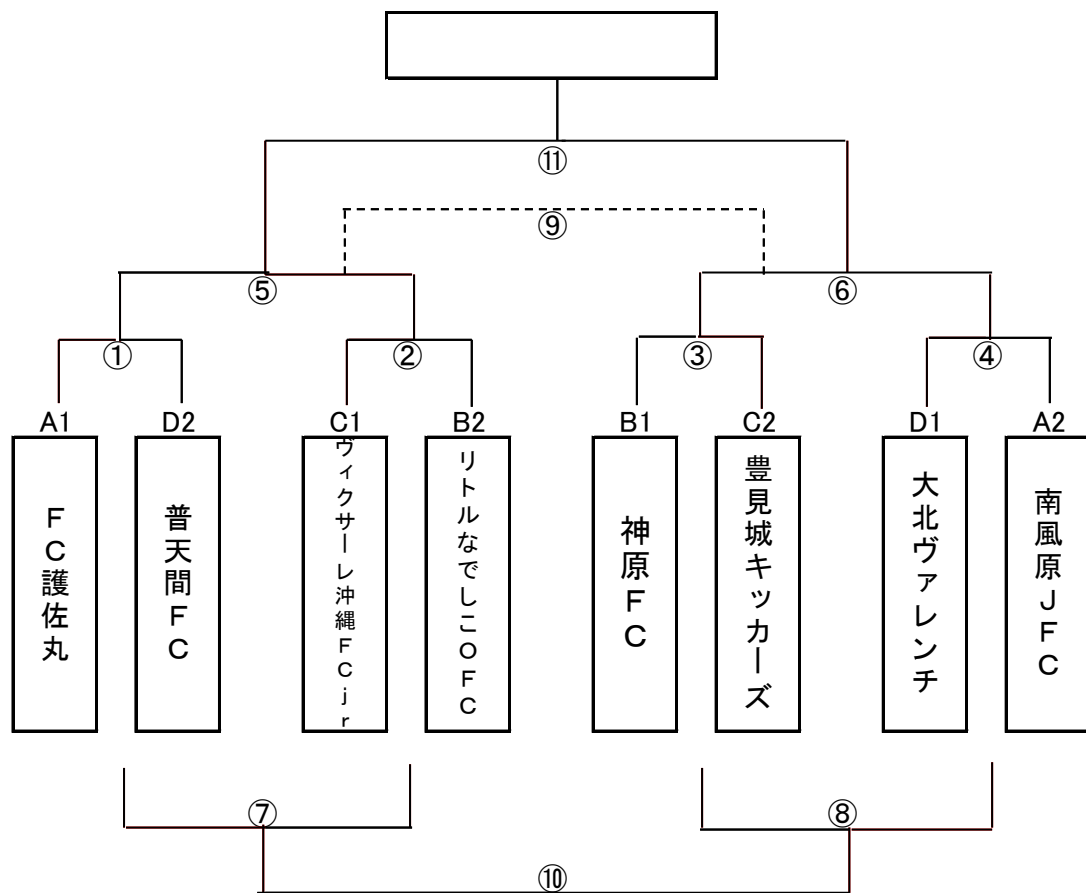 ⑪
⑨
⑤
⑥
①
②
③
④
A1
D2
C1
B2
B1
C2
D1
A2
ＦＣ護佐丸
普天間ＦＣ
ヴィクサーレ沖縄ＦＣｊｒ
リトルなでしこＯＦＣ
神原ＦＣ
豊見城キッカーズ
大北ヴァレンチ
南風原ＪＦＣ
⑦
⑧
⑩